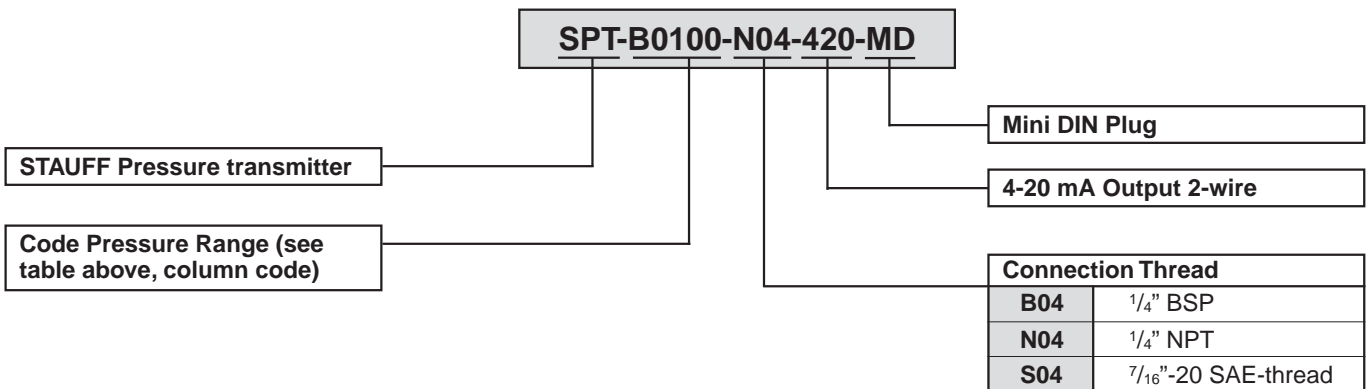 SPT-B0100-N04-420-MD
Mini DIN Plug
STAUFF Pressure transmitter
4-20 mA Output 2-wire
Code Pressure Range (see
table above, column code)
Connection Thread
B04 1/4" BSP
N04 1/4" NPT
S04 7/16"-20 SAE-thread